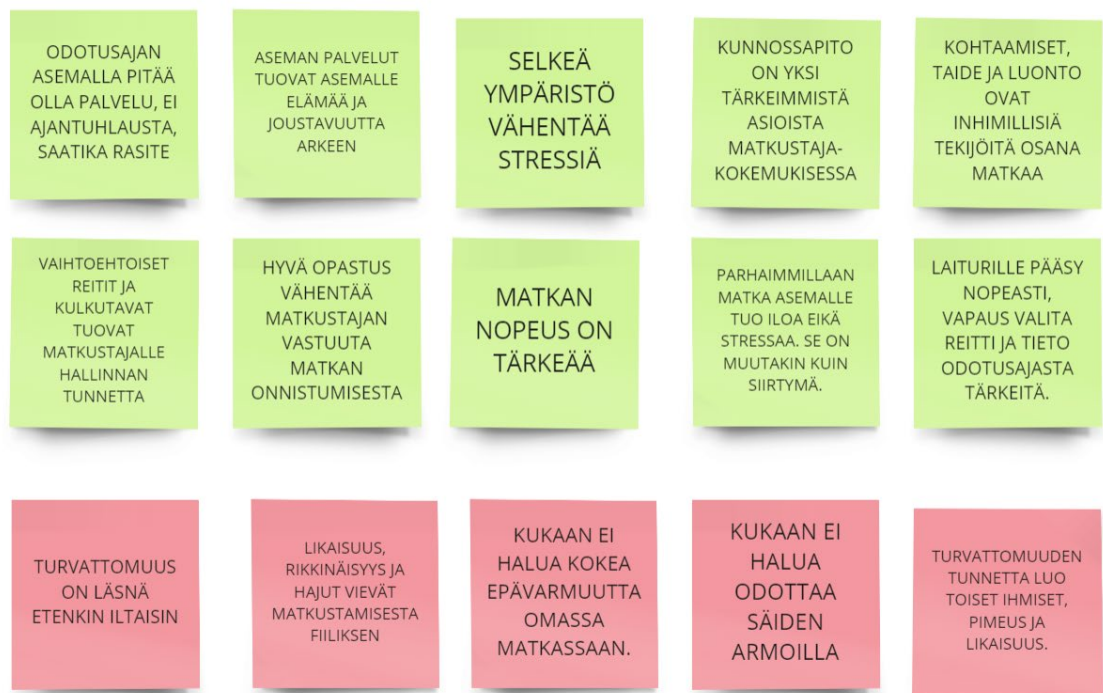 ODOTUSAJAN
ASEMALLA PITÄÄ
OLLA PALVELU, EI
AJANTUHLAUSTA,
SAATIKA RASITE
ASEMAN PALVELUT
TUOVAT ASEMALLE
ELÄMÄÄ JA
JOUSTAVUUTTA
ARKEEN
SELKEÄ
YMPÄRISTÖ
VÄHENTÄÄ
STRESSIÄ
KUNNOSSAPITO
ON YKSI
TÄRKEIMMISTÄ
ASIOISTA
MATKUSTAJA-
KOKEMUKISESSA
KOHTAAMISET,
TAIDE JA LUONTO
OVAT
INHIMILLISIÄ
TEKIJÖITÄ OSANA
MATKAA
VAIHTOEHTOISET
REITIT JA
KULKUTAVAT
TUOVAT
MATKUSTAJALLE
HALLINNAN
TUNNETTA
HYVÄ OPASTUS
VÄHENTÄÄ
MATKUSTAJAN
VASTUUTA
MATKAN
ONNISTUMISESTA
MATKAN
NOPEUS ON
TÄRKEÄÄ
PARHAIMMILLAAN
MATKA ASEMALLE
TUO ILOA EIKÄ
STRESSAA. SE ON
MUUTAKIN KUIN
SIIRTYMÄ.
LAITURILLE PÄÄSY
NOPEASTI,
VAPAUS VALITA
REITTI JA TIETO
ODOTUSAJASTA
TÄRKEITÄ.
TURVATTOMUUS
ON LÄSNÄ
ETENKIN ILTAISIN
LIKAISUUS,
RIKKINÄISYYS JA
HAJUT VIEVÄT
MATKUSTAMISESTA
FIILIKSEN
KUKAAN EI
HALUA KOKEA
EPÄVARMUUTTA
OMASSA
MATKASSAAN.
KUKAAN EI
HALUA
ODOTTAA
SÄIDEN
ARMOILLA
TURVATTOMUUDEN
TUNNETTA LUO
TOISET IHMISET,
PIMEUS JA
LIKAISUUS.